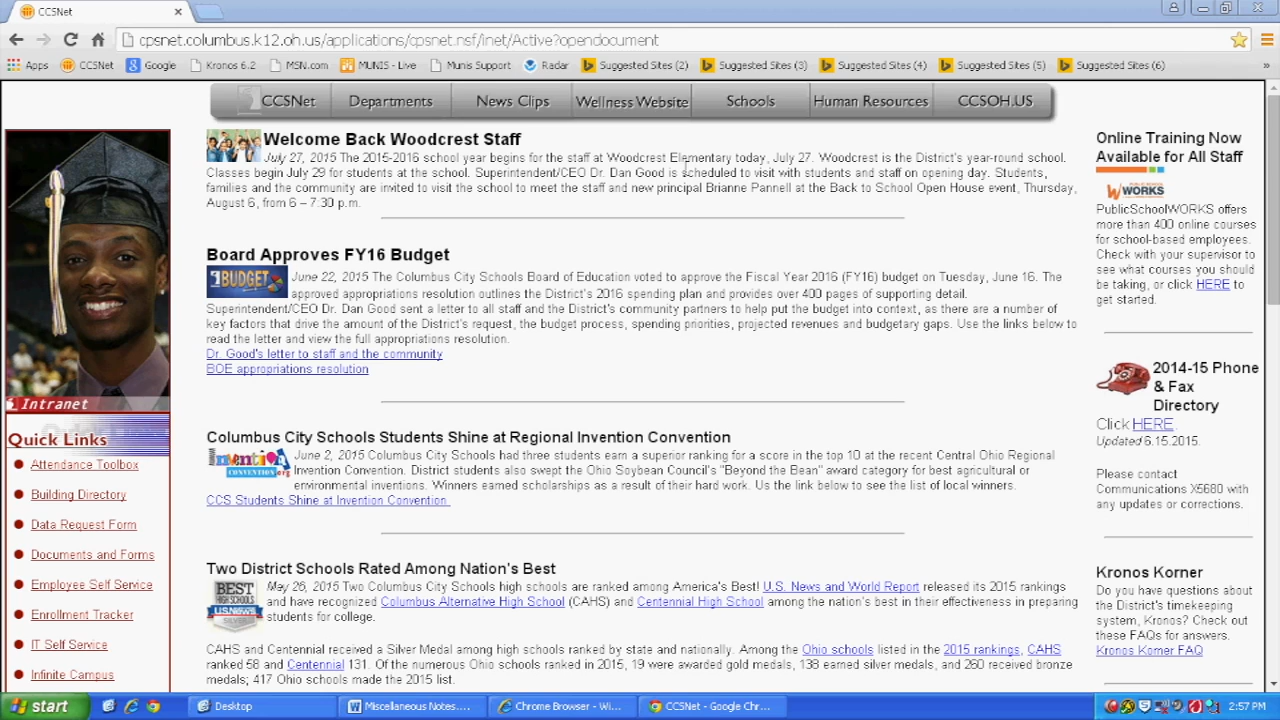 CCSNet
cpsnet.columbus.k12.oh.us/applications/cpsnet.nsf/inet/Active?opendocument
Apps CCSNet Google Kronos 6.2 MSN.com MUNIS - Live Munis Support Radar Suggested Sites (2) Suggested Sites (3) Suggested Sites (4) Suggested Sites (5) Suggested Sites (6) »
CCSNet Departments News Clips Wellness Website Schools Human Resources CCSOH.US
Intranet
Quick Links
Attendance Toolbox
Building Directory
Data Request Form
Documents and Forms
Employee Self Service
Enrollment Tracker
IT Self Service
Infinite Campus
Welcome Back Woodcrest Staff
July 27, 2015 The 2015-2016 school year begins for the staff at Woodcrest Elementary today, July 27. Woodcrest is the District's year-round school.
Classes begin July 29 for students at the school. Superintendent/CEO Dr. Dan Good is scheduled to visit with students and staff on opening day. Students,
families and the community are invited to visit the school to meet the staff and new principal Brianne Pannell at the Back to School Open House event, Thursday,
August 6, from 6 – 7:30 p.m.
Board Approves FY16 Budget
BUDGET
June 22, 2015 The Columbus City Schools Board of Education voted to approve the Fiscal Year 2016 (FY16) budget on Tuesday, June 16. The
approved appropriations resolution outlines the District's 2016 spending plan and provides over 400 pages of supporting detail.
Superintendent/CEO Dr. Dan Good sent a letter to all staff and the District's community partners to help put the budget into context, as there are a number of
key factors that drive the amount of the District's request, the budget process, spending priorities, projected revenues and budgetary gaps. Use the links below to
read the letter and view the full appropriations resolution.
Dr. Good's letter to staff and the community
BOE appropriations resolution
Columbus City Schools Students Shine at Regional Invention Convention
invention
CONVENTION.org
June 2, 2015 Columbus City Schools had three students earn a superior ranking for a score in the top 10 at the recent Central Ohio Regional
Invention Convention. District students also swept the Ohio Soybean Council's "Beyond the Bean" award category for best agricultural or
environmental inventions. Winners earned scholarships as a result of their hard work. Us the link below to see the list of local winners.
CCS Students Shine at Invention Convention
Two District Schools Rated Among Nation's Best
BEST
HIGH SCHOOLS
U.S.NEWS
SILVER
May 26, 2015 Two Columbus City Schools high schools are ranked among America's Best! U.S. News and World Report released its 2015 rankings
and have recognized Columbus Alternative High School (CAHS) and Centennial High School among the nation's best in their effectiveness in preparing
students for college.
CAHS and Centennial received a Silver Medal among high schools ranked by state and nationally. Among the Ohio schools listed in the 2015 rankings, CAHS
ranked 58 and Centennial 131. Of the numerous Ohio schools ranked in 2015, 19 were awarded gold medals, 138 earned silver medals, and 260 received bronze
medals; 417 Ohio schools made the 2015 list.
Online Training Now
Available for All Staff
WORKS
PublicSchoolWORKS offers
more than 400 online courses
for school-based employees.
Check with your supervisor to
see what courses you should
be taking, or click HERE to
get started.
2014-15 Phone
& Fax
Directory
Click HERE.
Updated 6.15.2015.
Please contact
Communications X5680 with
any updates or corrections.
Kronos Korner
Do you have questions about
the District's timekeeping
system, Kronos? Check out
these FAQs for answers.
Kronos Korner FAQ
start Desktop Miscellaneous Notes.... Chrome Browser - Wi... CCSNet - Google Chr... 2:57 PM